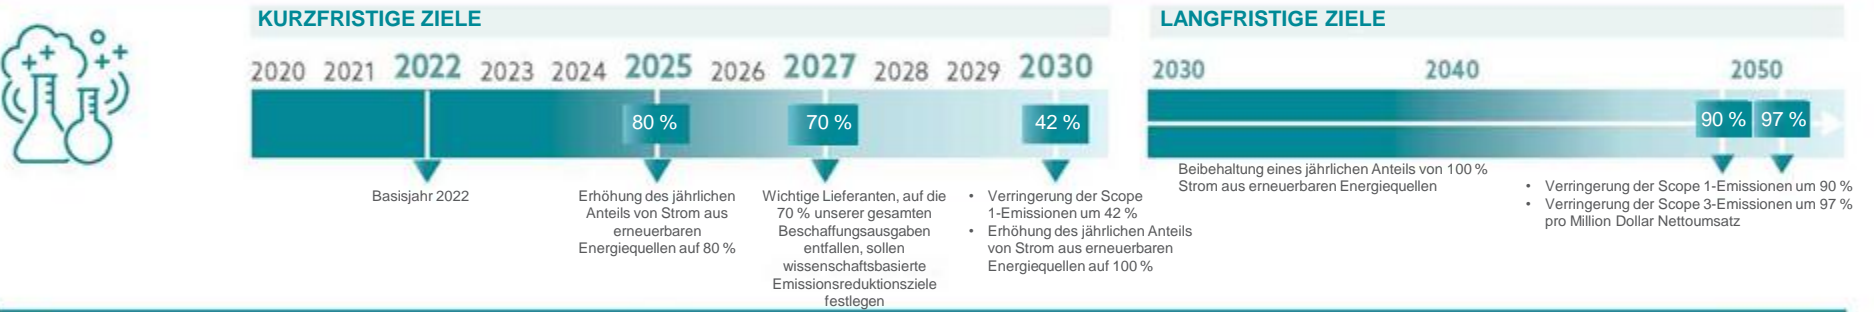 KURZFRISTIGE ZIELE
2020 2021 2022 2023 2024 2025 2026 2027 2028 2029 2030
80 %
70 %
42 %
Basisjahr 2022
Erhöhung des jährlichen
Anteils von Strom aus
erneuerbaren
Energiequellen auf 80 %
Wichtige Lieferanten, auf die
70 % unserer gesamten
Beschaffungsausgaben
entfallen, sollen
wissenschaftsbasierte
Emissionsreduktionsziele
festlegen
• Verringerung der Scope
1-Emissionen um 42 %
• Erhöhung des jährlichen Anteils
von Strom aus erneuerbaren
Energiequellen auf 100 %
LANGFRISTIGE ZIELE
2030 2040 2050
90 %
97 %
Beibehaltung eines jährlichen Anteils von 100 %
Strom aus erneuerbaren Energiequellen
• Verringerung der Scope 1-Emissionen um 90 %
• Verringerung der Scope 3-Emissionen um 97 %
pro Million Dollar Nettoumsatz